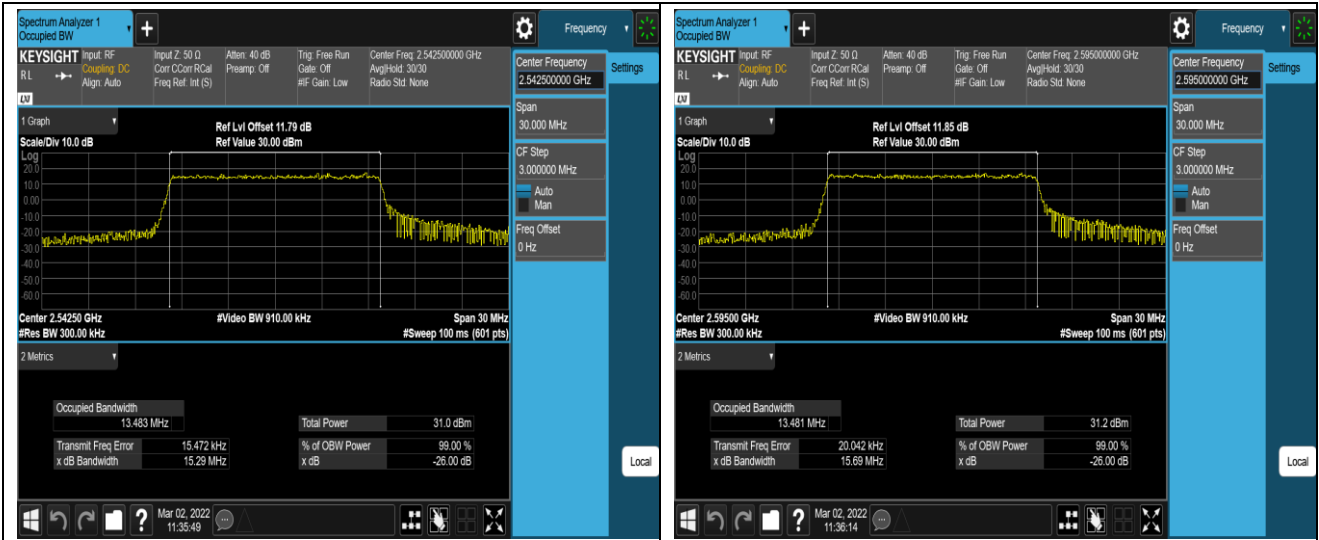 Spectrum Analyzer 1
Occupied BW
+
Frequency
KEYSIGHT Input: RF
RL
Coupling: DC
Align: Auto
Input Z: 50 Ω
Corr CCorr RCal
Freq Ref: Int (S)
Atten: 40 dB
Preamp: Off
Trig: Free Run
Gate: Off
#IF Gain: Low
Center Freq: 2.542500000 GHz
Avg|Hold: 30/30
Radio Std: None
LXI
Center Frequency
2.542500000 GHz
Settings
Span
30.000 MHz
CF Step
3.000000 MHz
Auto
Man
Freq Offset
0 Hz
Local
1 Graph
Ref Lvl Offset 11.79 dB
Scale/Div 10.0 dB
Ref Value 30.00 dBm
Log
20.0
10.0
0.00
-10.0
-20.0
-30.0
-40.0
-50.0
-60.0
Center 2.54250 GHz
#Video BW 910.00 kHz
Span 30 MHz
#Res BW 300.00 kHz
#Sweep 100 ms (601 pts)
2 Metrics
Occupied Bandwidth
13.483 MHz
Total Power 31.0 dBm
Transmit Freq Error 15.472 kHz
% of OBW Power 99.00 %
x dB Bandwidth 15.29 MHz
x dB -26.00 dB
?
Mar 02, 2022
11:35:49
Spectrum Analyzer 1
Occupied BW
+
Frequency
KEYSIGHT Input: RF
RL
Coupling: DC
Align: Auto
Input Z: 50 Ω
Corr CCorr RCal
Freq Ref: Int (S)
Atten: 40 dB
Preamp: Off
Trig: Free Run
Gate: Off
#IF Gain: Low
Center Freq: 2.595000000 GHz
Avg|Hold: 30/30
Radio Std: None
LXI
Center Frequency
2.595000000 GHz
Settings
Span
30.000 MHz
CF Step
3.000000 MHz
Auto
Man
Freq Offset
0 Hz
Local
1 Graph
Ref Lvl Offset 11.85 dB
Scale/Div 10.0 dB
Ref Value 30.00 dBm
Log
20.0
10.0
0.00
-10.0
-20.0
-30.0
-40.0
-50.0
-60.0
Center 2.59500 GHz
#Video BW 910.00 kHz
Span 30 MHz
#Res BW 300.00 kHz
#Sweep 100 ms (601 pts)
2 Metrics
Occupied Bandwidth
13.481 MHz
Total Power 31.2 dBm
Transmit Freq Error 20.042 kHz
% of OBW Power 99.00 %
x dB Bandwidth 15.69 MHz
x dB -26.00 dB
?
Mar 02, 2022
11:36:14